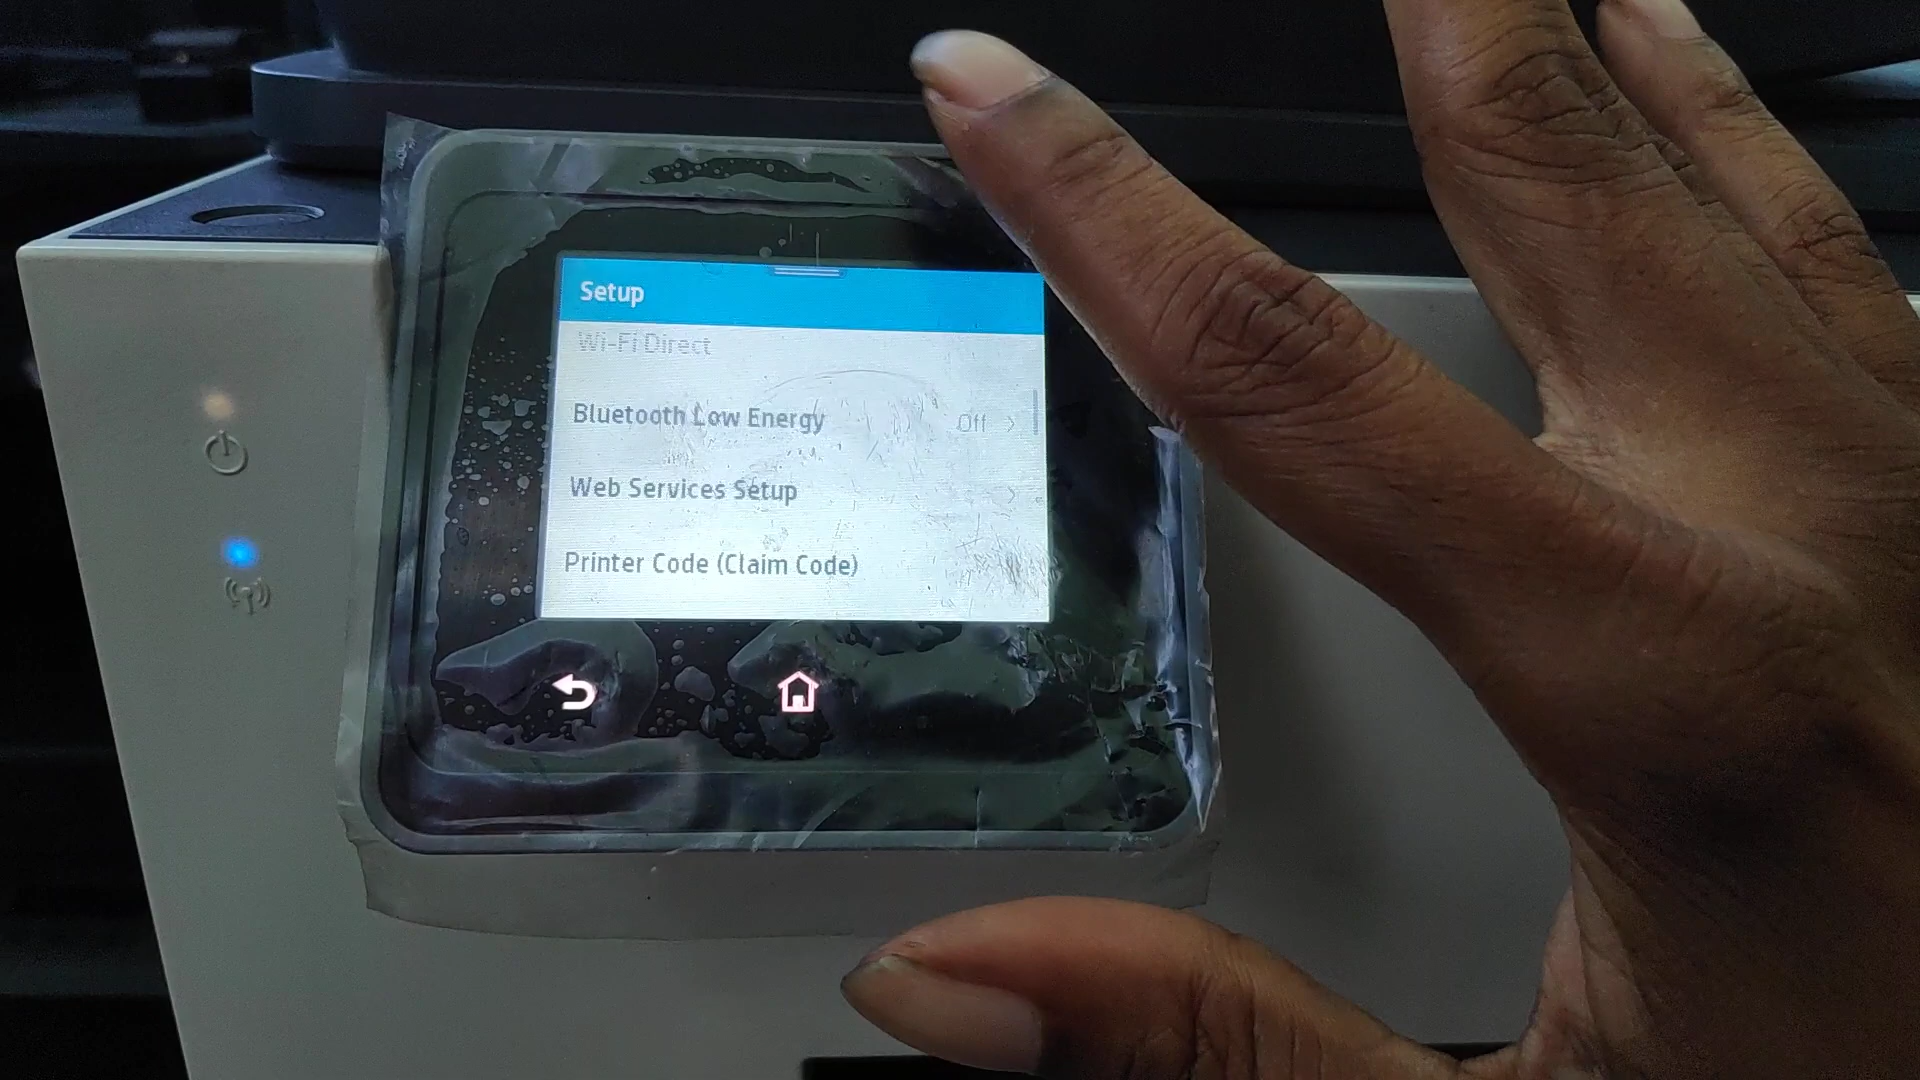 Setup
Wi-Fi Direct
Bluetooth Low Energy Off
Web Services Setup
Printer Code (Claim Code)